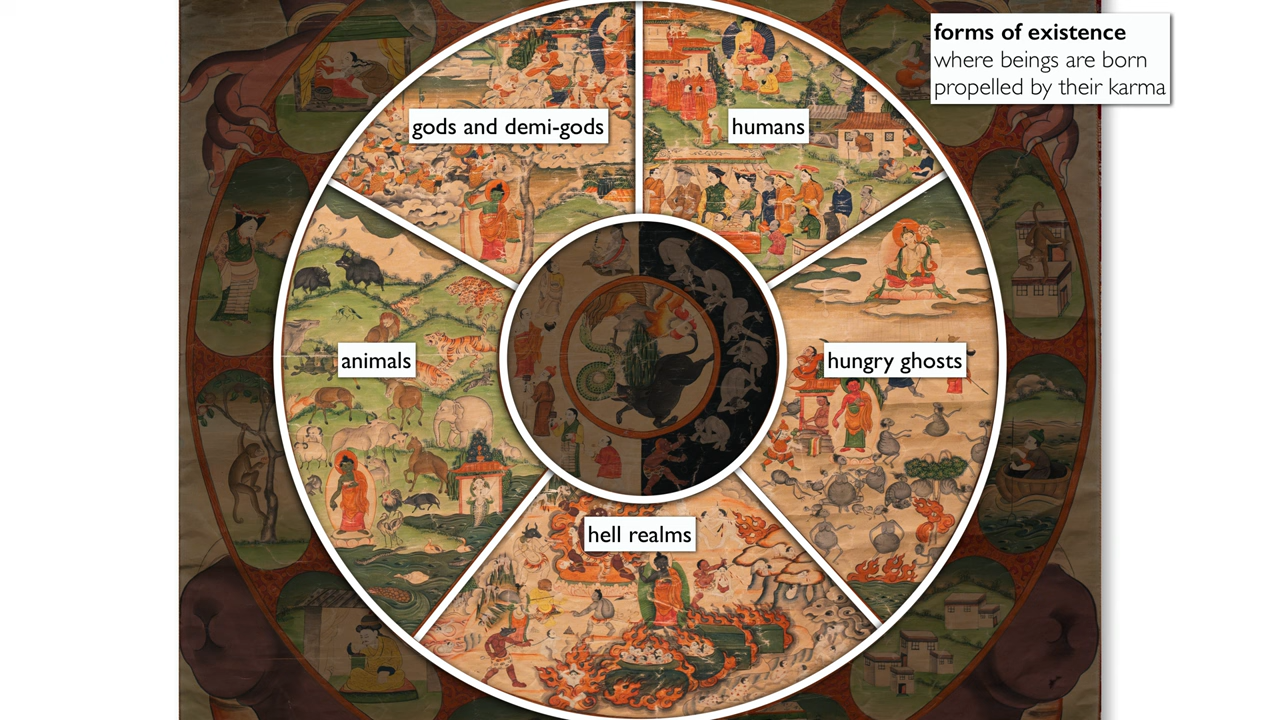 forms of existence
where beings are born
propelled by their karma
gods and demi-gods
humans
animals
hungry ghosts
hell realms